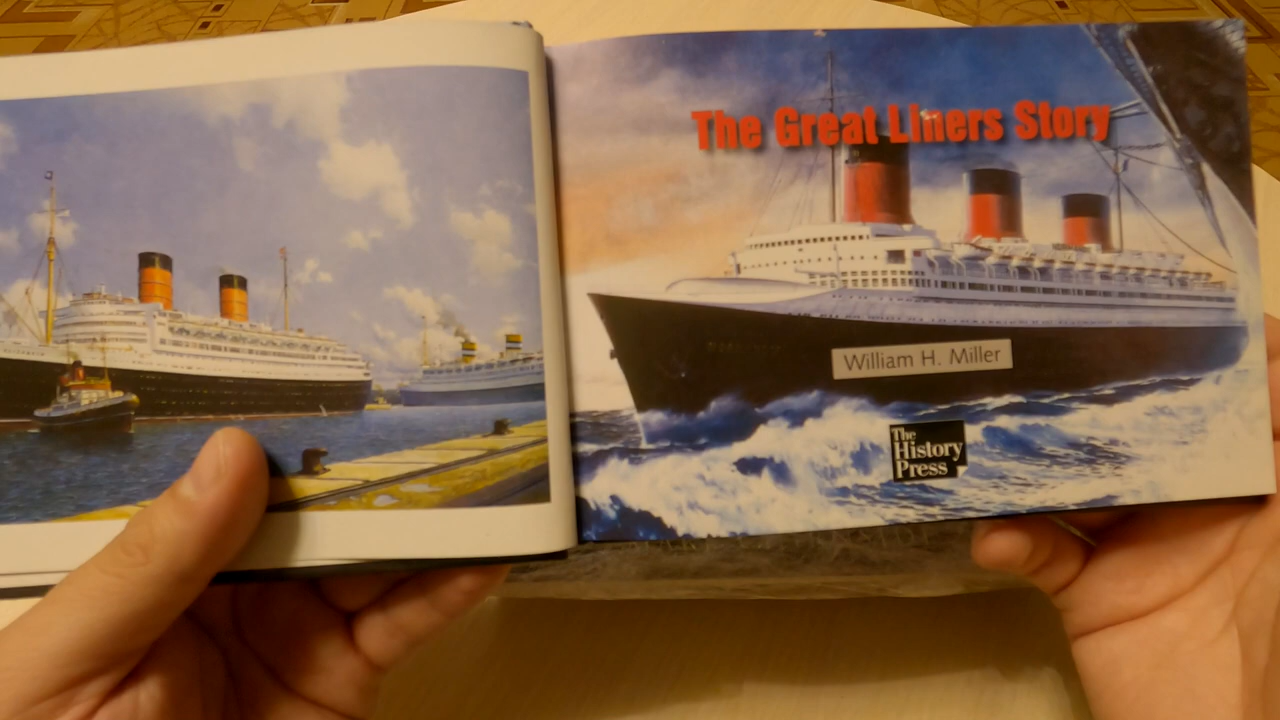 The Great Liners Story
William H. Miller
The
History
Press